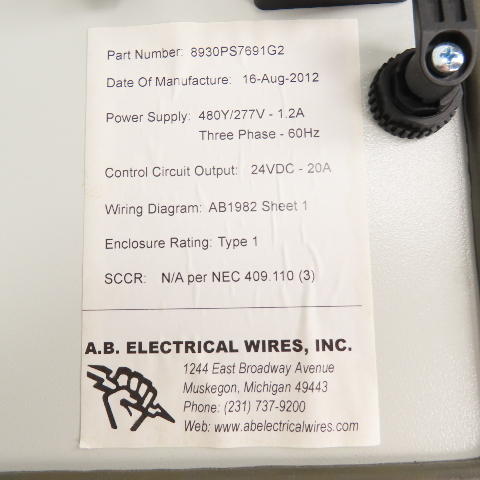 Part Number: 8930PS7691G2
Date Of Manufacture: 16-Aug-2012
Power Supply: 480Y/277V - 1.2A
Three Phase - 60Hz
Control Circuit Output: 24VDC - 20A
Wiring Diagram: AB1982 Sheet 1
Enclosure Rating: Type 1
SCCR: N/A per NEC 409.110 (3)
A.B. ELECTRICAL WIRES, INC.
1244 East Broadway Avenue
Muskegon, Michigan 49443
Phone: (231) 737-9200
Web: www.abelectricalwires.com